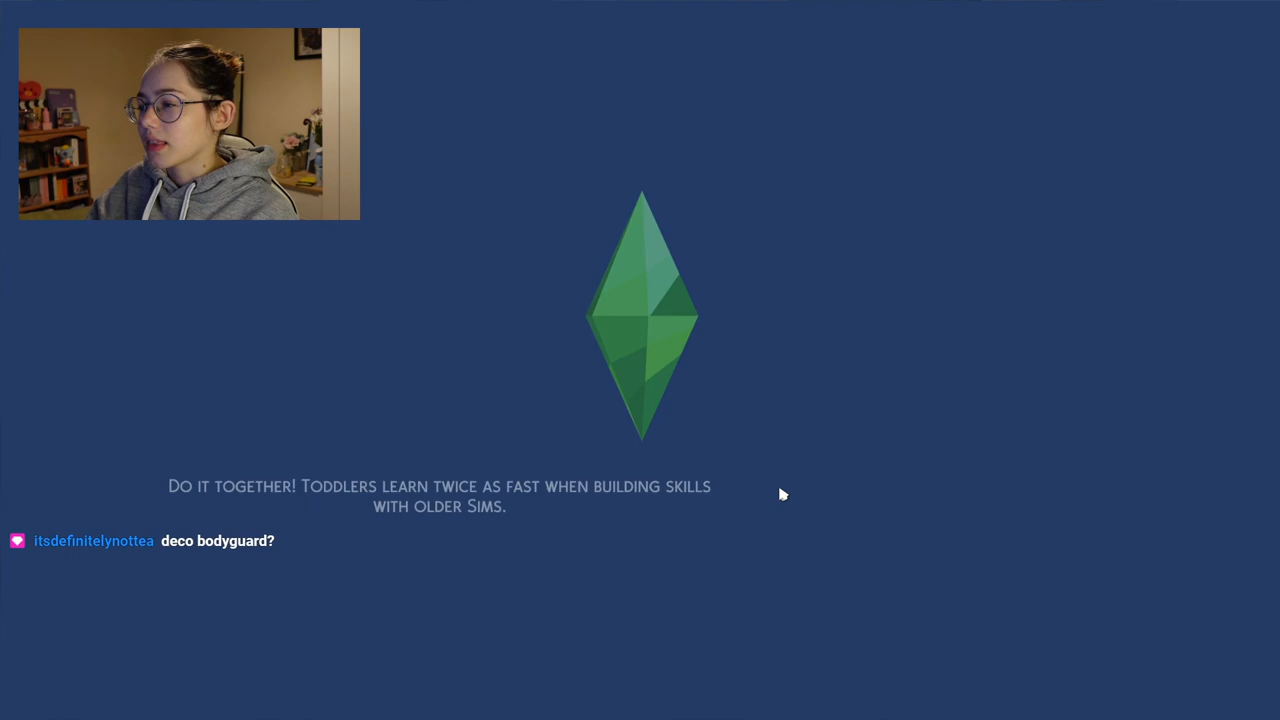 Do it together! Toddlers learn twice as fast when building skills
with older Sims.
itsdefinitelynottea deco bodyguard?